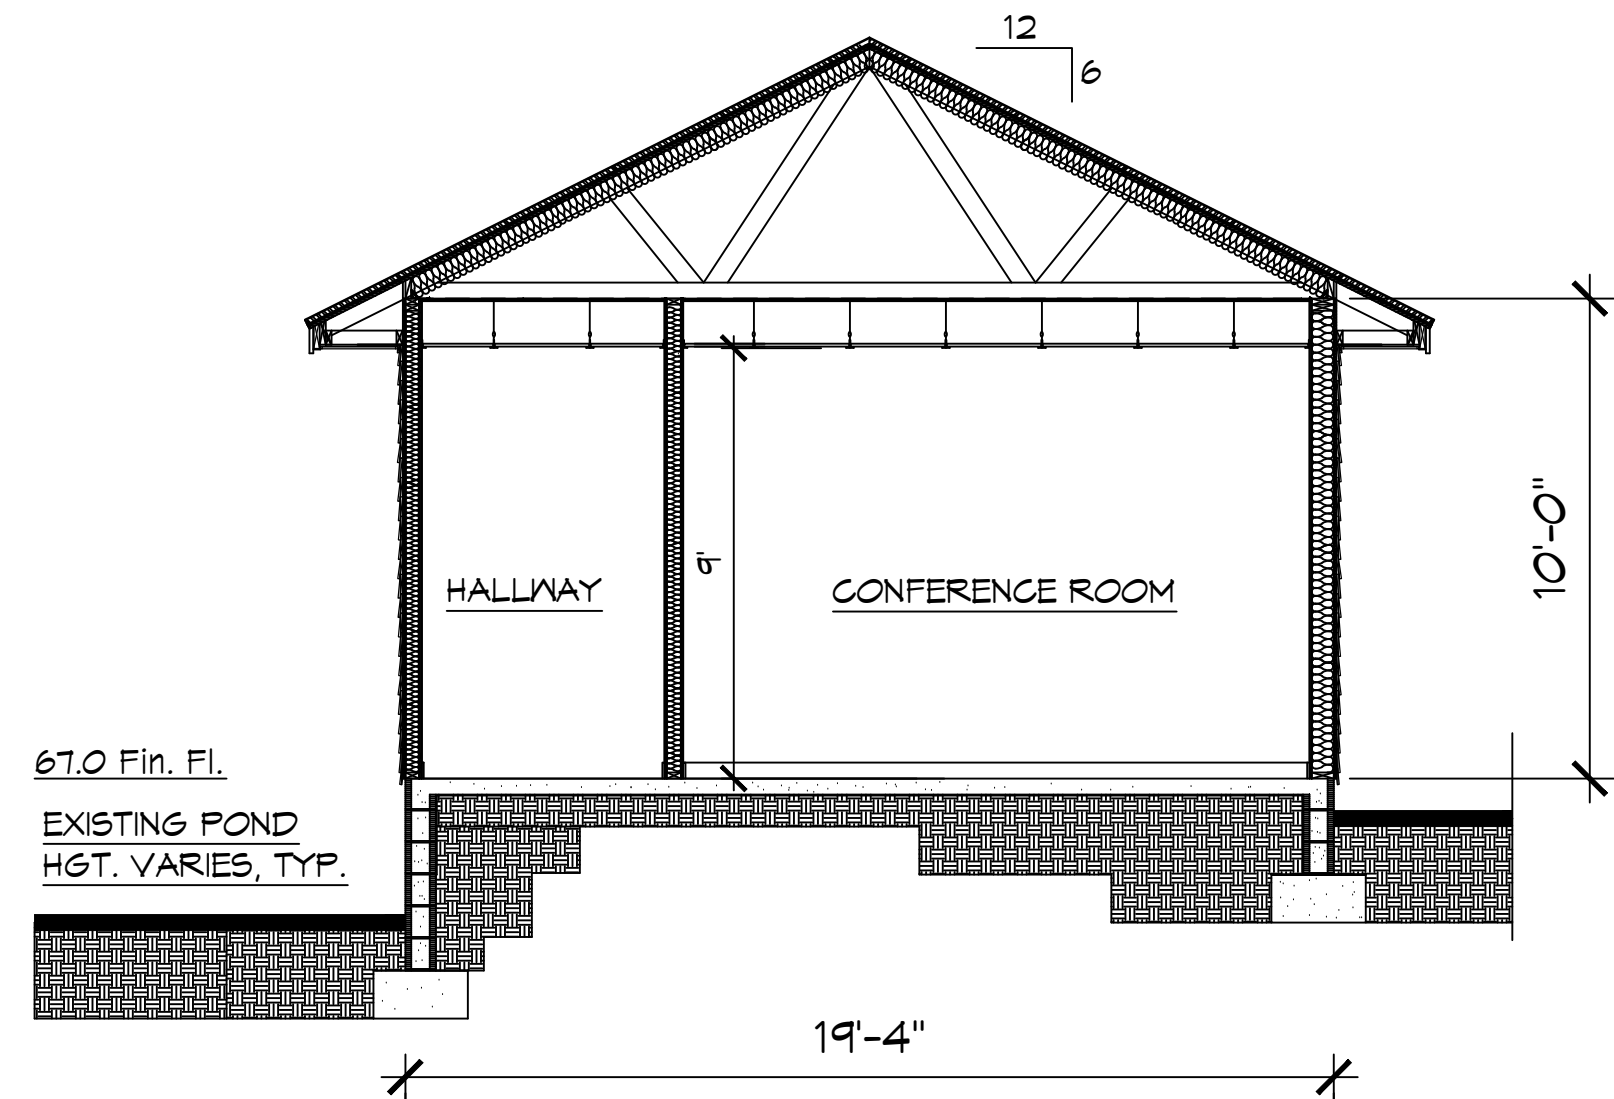 12
6
10'-0"
9'
HALLWAY
CONFERENCE ROOM
67.0 Fin. Fl.
EXISTING POND
HGT. VARIES, TYP.
19'-4"